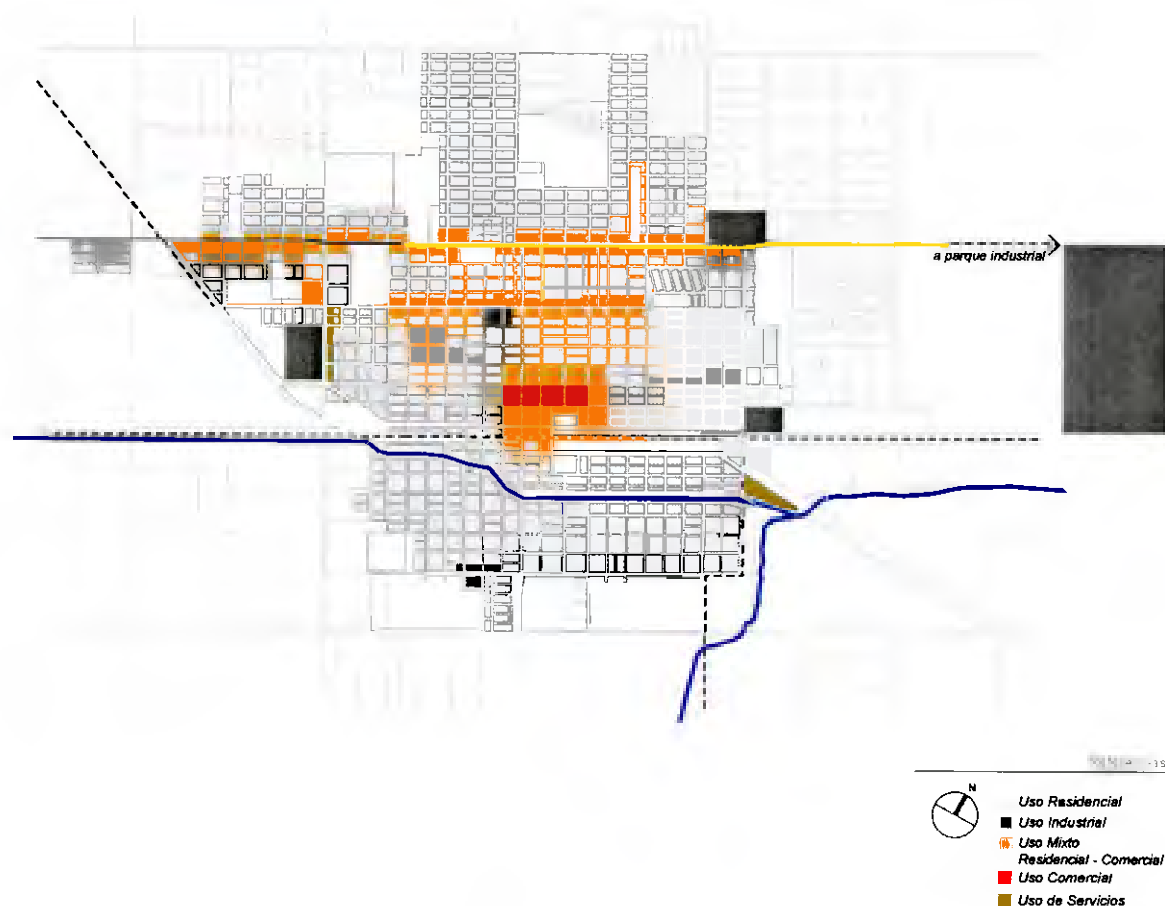 a parque industrial
N
Uso Residencial
Uso Industrial
Uso Mixto
Residencial - Comercial
Uso Comercial
Uso de Servicios